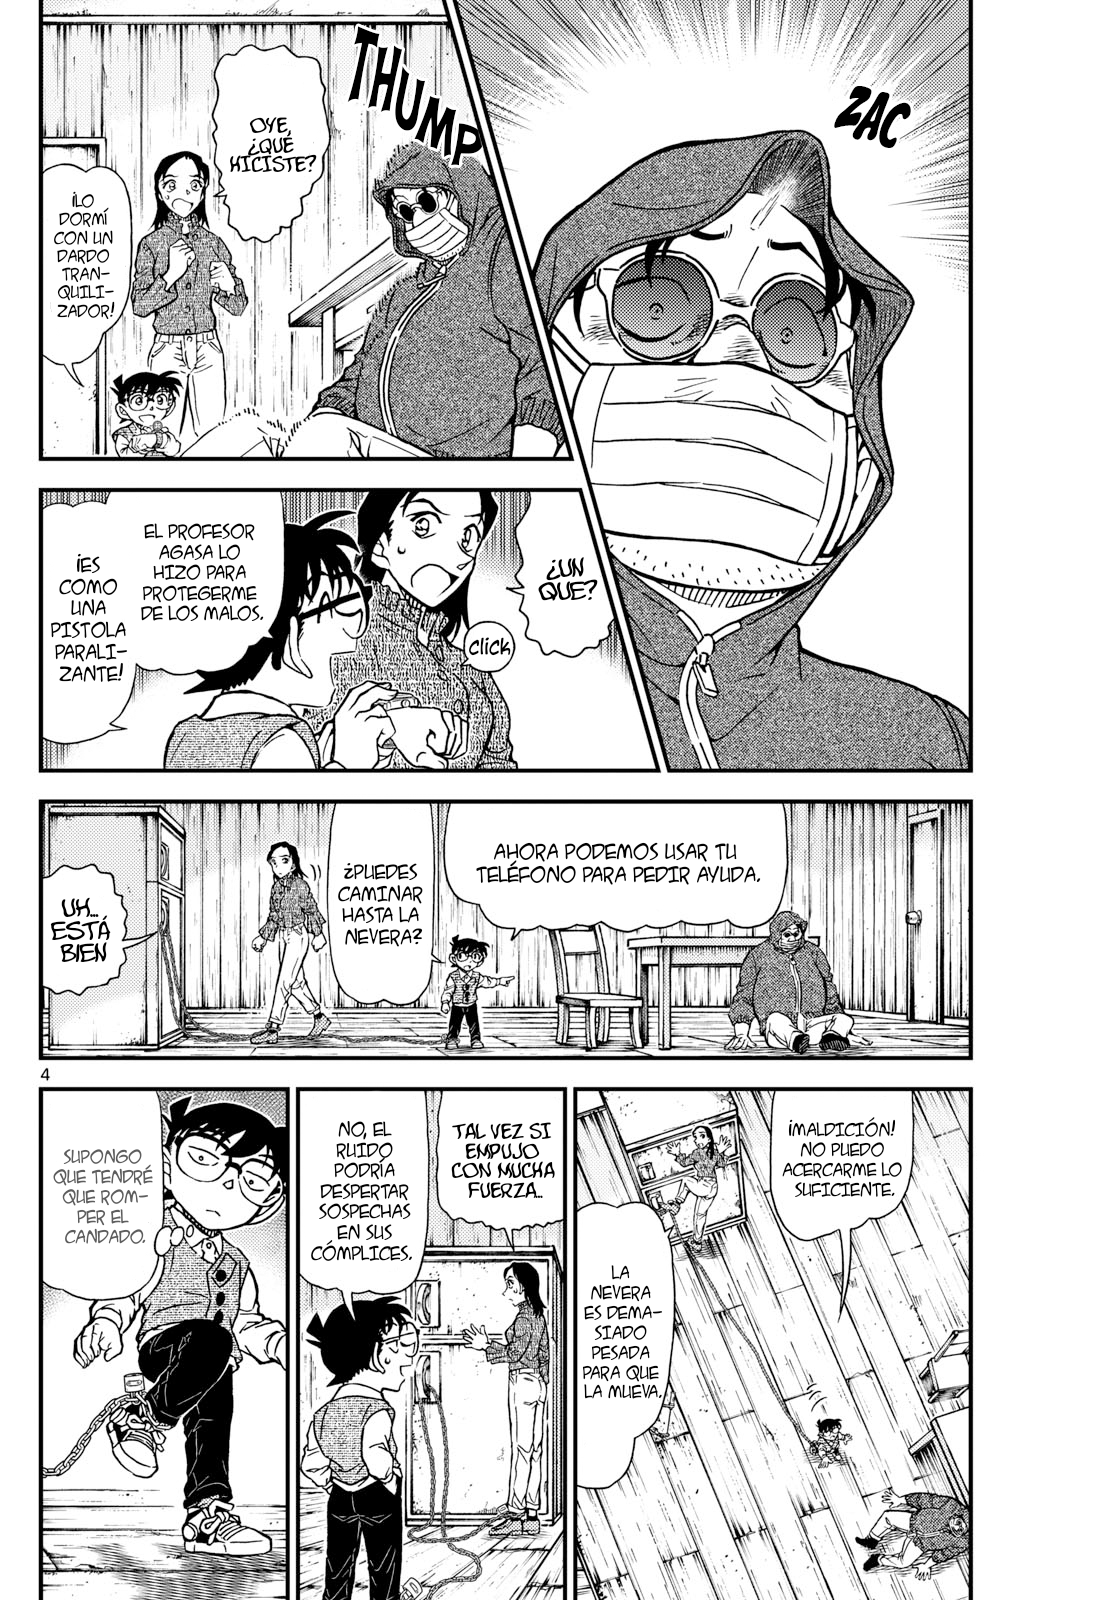 ZAC
THUMP
OYE,
¿QUÉ
HICISTE?
¡LO
DORMÍ
CON UN
DARDO
TRAN-
QUILI-
ZADOR!
¿UN
QUE?
Click
EL PROFESOR
AGASA LO
HIZO PARA
PROTEGERME
DE LOS MALOS.
¡ES
COMO
UNA
PISTOLA
PARALI-
ZANTE!
AHORA PODEMOS USAR TU
TELÉFONO PARA PEDIR AYUDA.
¿PUEDES
CAMINAR
HASTA LA
NEVERA?
UH...
ESTÁ
BIEN
4
¡MALDICIÓN!
NO PUEDO
ACERCARME LO
SUFICIENTE.
LA
NEVERA
ES DEMA-
SIADO
PESADA
PARA QUE
LA MUEVA.
TAL VEZ SI
EMPUJO
CON MUCHA
FUERZA..
NO, EL
RUIDO
PODRÍA
DESPERTAR
SOSPECHAS
EN SUS
CÓMPLICES.
SUPONGO
QUE TENDRÉ
QUE ROM-
PER EL
CANDADO.